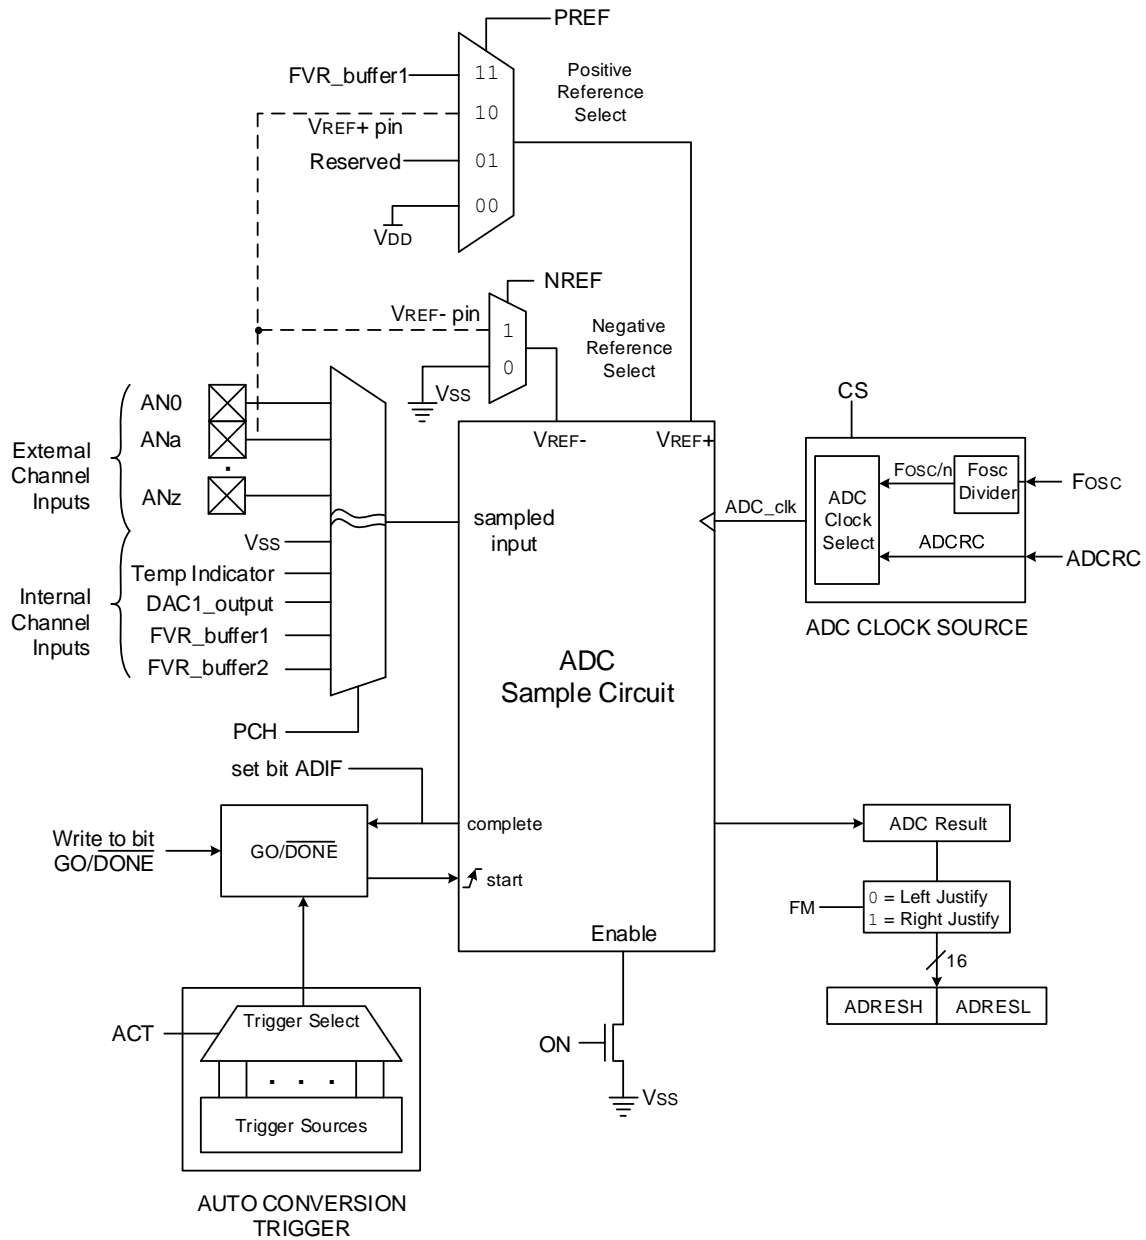 PREF
FVR_buffer1
11
Positive
Reference
Select
10
VREF+ pin
Reserved
01
00
VDD
NREF
VREF- pin
1
Negative
Reference
Select
0
VSS
External
Channel
Inputs
AN0
ANa
.
ANz
VREF-
VREF+
CS
sampled
input
ADC_clk
ADC
Clock
Select
FOSC/n
Fosc
Divider
FOSC
ADCRC
ADCRC
ADC CLOCK SOURCE
Internal
Channel
Inputs
VSS
Temp Indicator
DAC1_output
FVR_buffer1
FVR_buffer2
ADC
Sample Circuit
PCH
set bit ADIF
Write to bit
GO/DONE
GO/DONE
complete
start
Enable
ADC Result
FM
0 = Left Justify
1 = Right Justify
16
ADRESH
ADRESL
ACT
Trigger Select
. . .
Trigger Sources
ON
VSS
AUTO CONVERSION
TRIGGER